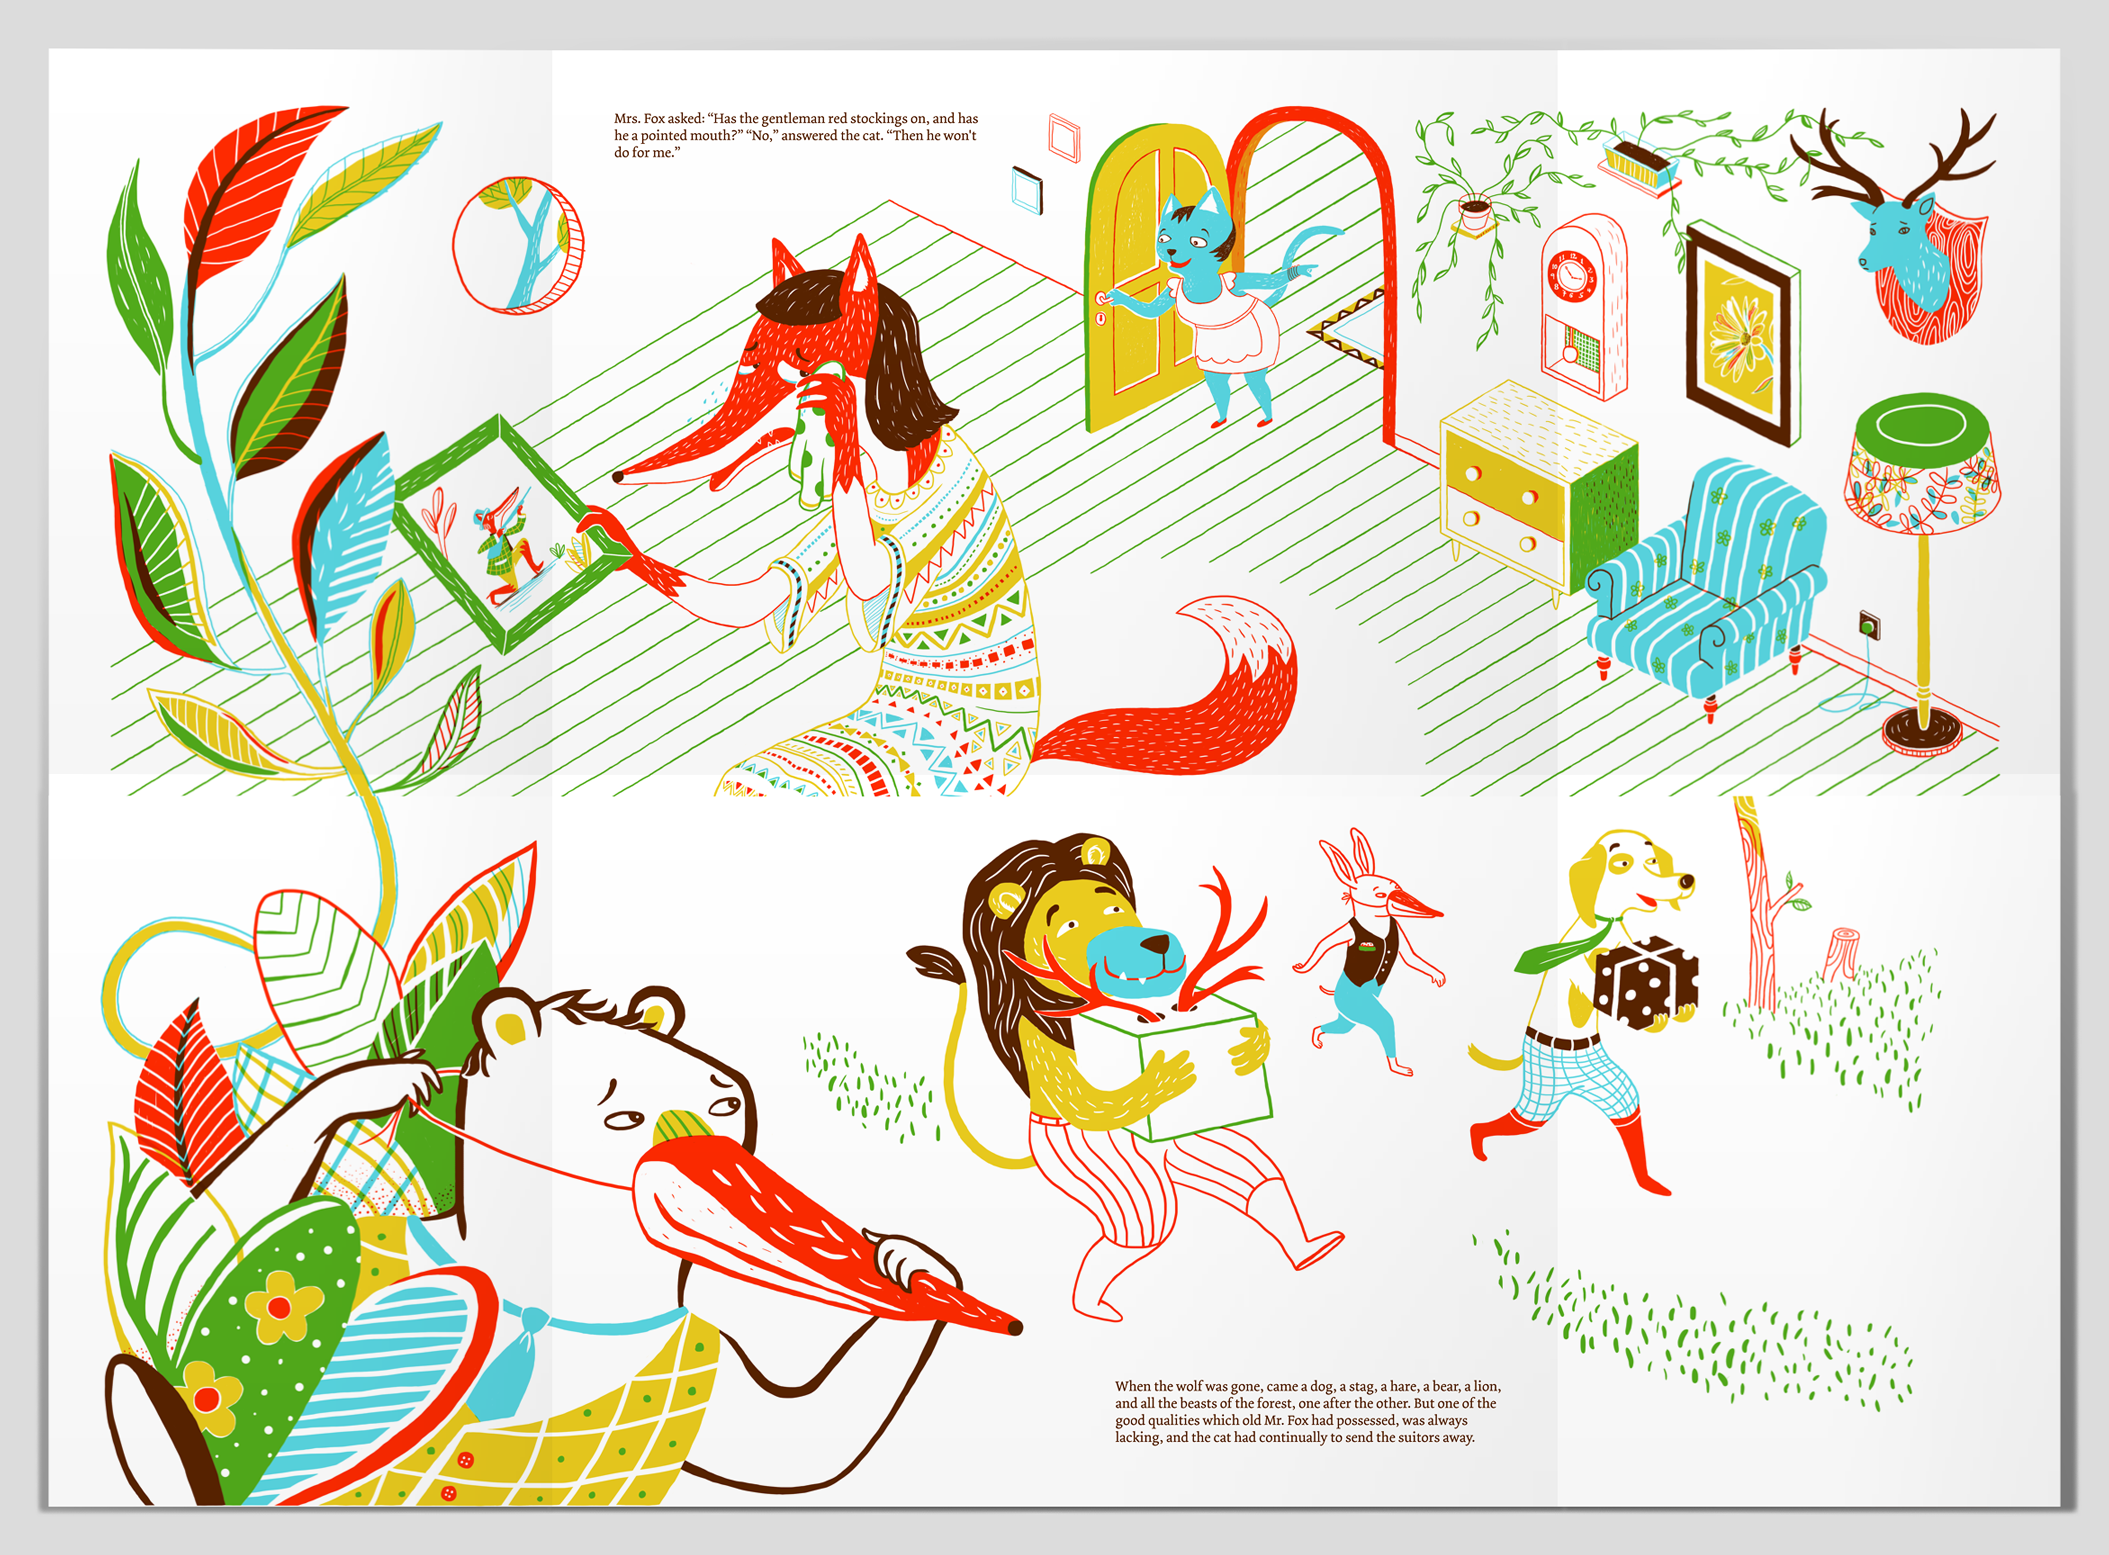 Mrs. Fox asked: “Has the gentleman red stockings on, and has
he a pointed mouth?” “No,” answered the cat. “Then he won't
do for me.”
When the wolf was gone, came a dog, a stag, a hare, a bear, a lion,
and all the beasts of the forest, one after the other. But one of the
good qualities which old Mr. Fox had possessed, was always
lacking, and the cat had continually to send the suitors away.